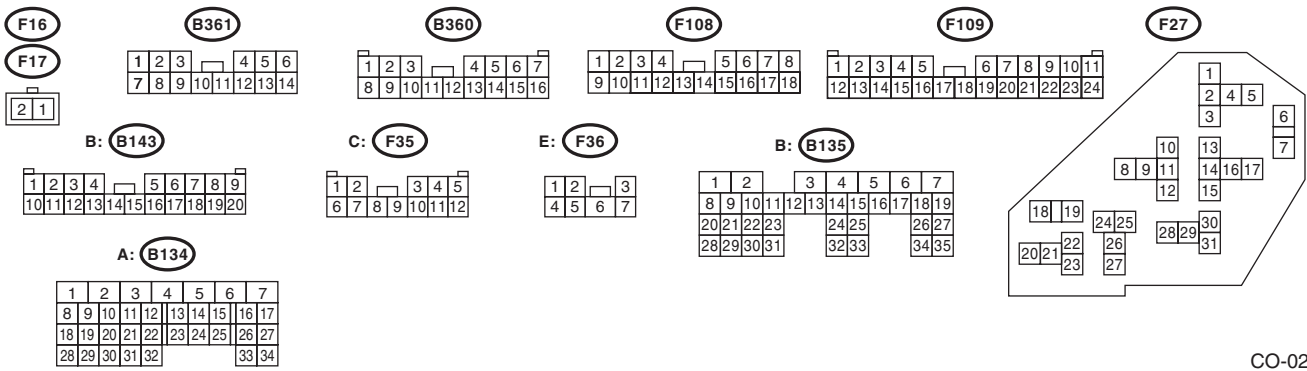 F16 B361 B360 F108 F109 F27
F17
2 1
1 2 3 4 5 6
7 8 9 10 11 12 13 14
1 2 3 4 5 6 7
8 9 10 11 12 13 14 15 16
1 2 3 4 5 6 7 8
9 10 11 12 13 14 15 16 17 18
1 2 3 4 5 6 7 8 9 10 11
12 13 14 15 16 17 18 19 20 21 22 23 24
B: B143 C: F35 E: F36 B: B135
1 2 3 4 5 6 7 8 9
10 11 12 13 14 15 16 17 18 19 20
1 2 3 4 5
6 7 8 9 10 11 12
1 2 3
4 5 6 7
1 2 3 4 5 6 7
8 9 10 11 12 13 14 15 16 17 18 19
20 21 22 23 24 25 26 27
28 29 30 31 32 33 34 35
A: B134
1 2 3 4 5 6 7
8 9 10 11 12 13 14 15 16 17
18 19 20 21 22 23 24 25 26 27
28 29 30 31 32 33 34
1
2 4 5
3
6
7
10
8 9 11
12
13
14 16 17
15
18 19
20 21 22
23
24 25
26
27
28 29 30
31
CO-02